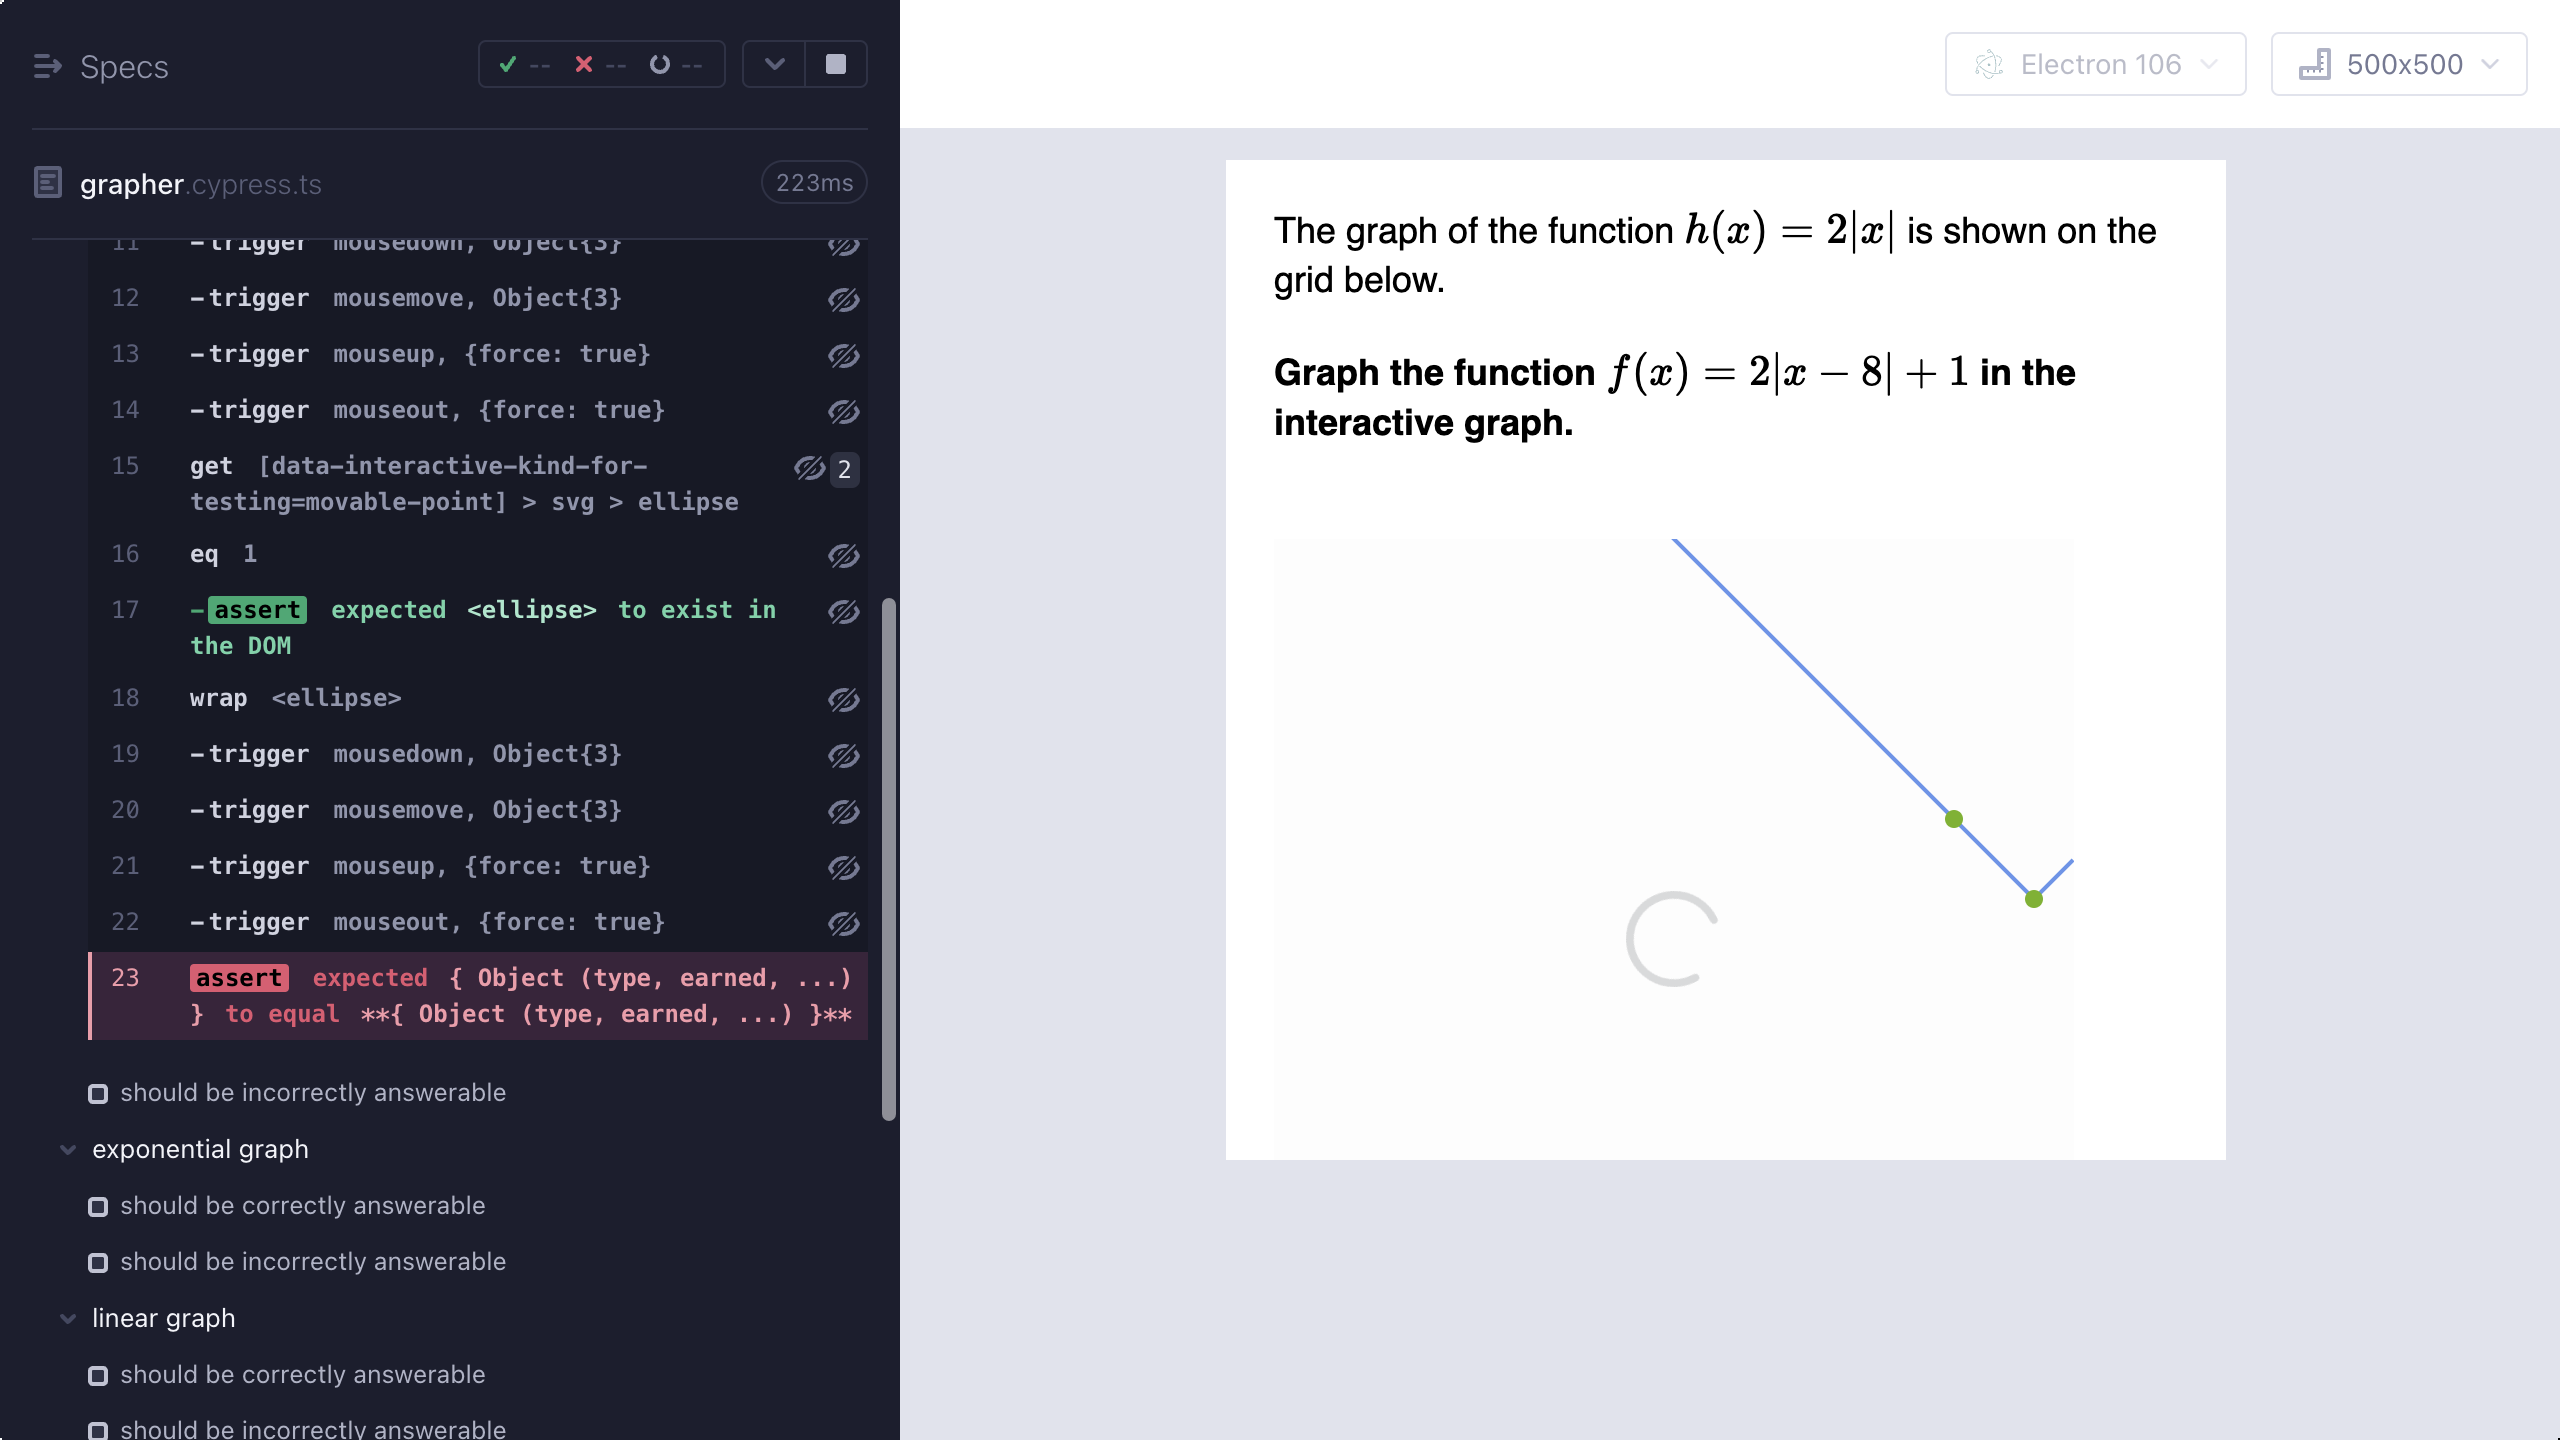 Specs
-- -- --
grapher.cypress.ts 223ms
11 -trigger mousedown, Object{3}
12 -trigger mousemove, Object{3}
13 -trigger mouseup, {force: true}
14 -trigger mouseout, {force: true}
15 get [data-interactive-kind-for-
testing=movable-point] > svg > ellipse 2
16 eq 1
17 -assert expected <ellipse> to exist in
the DOM
18 wrap <ellipse>
19 -trigger mousedown, Object{3}
20 -trigger mousemove, Object{3}
21 -trigger mouseup, {force: true}
22 -trigger mouseout, {force: true}
23 assert expected { Object (type, earned, ...)
} to equal **{ Object (type, earned, ...) }**
should be incorrectly answerable
exponential graph
should be correctly answerable
should be incorrectly answerable
linear graph
should be correctly answerable
should be incorrectly answerable
Electron 106
500x500
The graph of the function h(x) = 2|x| is shown on the
grid below.
Graph the function f(x) = 2|x − 8| + 1 in the
interactive graph.